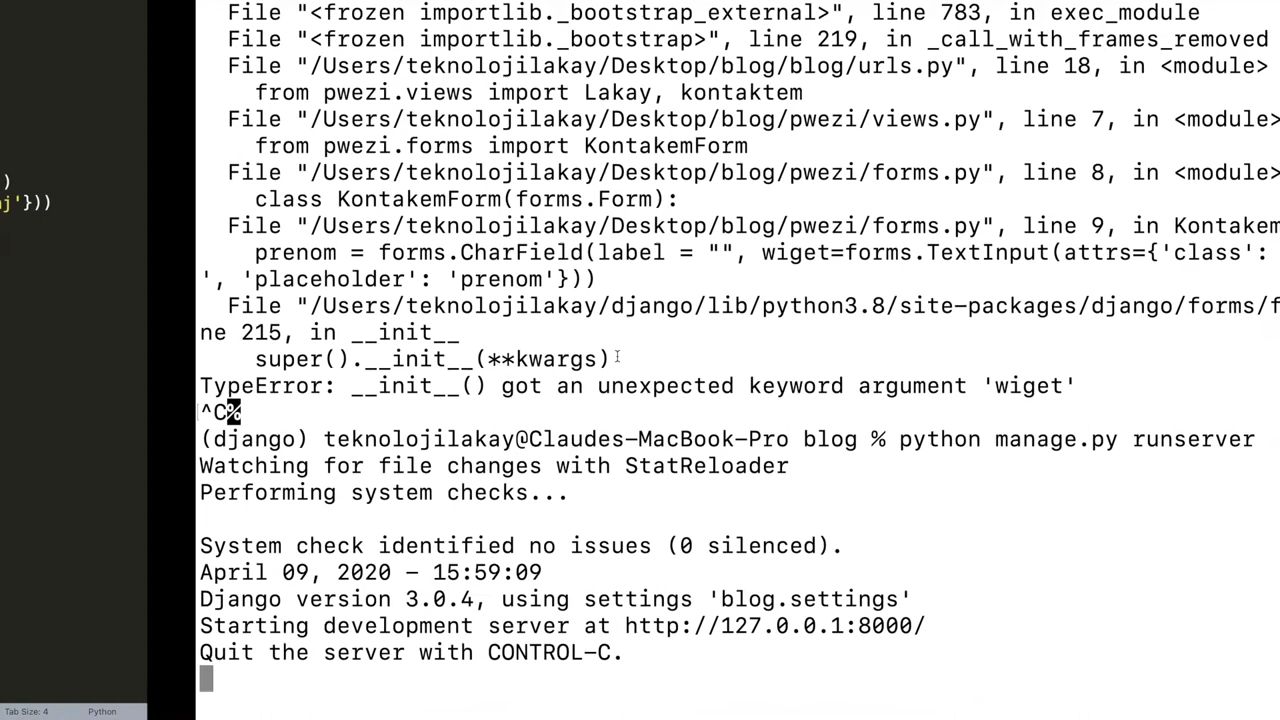 File "<frozen importlib._bootstrap_external>", line 783, in exec_module
File "<frozen importlib._bootstrap>", line 219, in _call_with_frames_removed
File "/Users/teknolojilakay/Desktop/blog/blog/urls.py", line 18, in <module>
from pwezi.views import Lakay, kontaktem
File "/Users/teknolojilakay/Desktop/blog/pwezi/views.py", line 7, in <module>
from pwezi.forms import KontakemForm
File "/Users/teknolojilakay/Desktop/blog/pwezi/forms.py", line 8, in <module>
class KontakemForm(forms.Form):
File "/Users/teknolojilakay/Desktop/blog/pwezi/forms.py", line 9, in Kontakem
prenom = forms.CharField(label = "", wiget=forms.TextInput(attrs={'class':
', 'placeholder': 'prenom'}))
File "/Users/teknolojilakay/django/lib/python3.8/site-packages/django/forms/f
ne 215, in __init__
super().__init__(**kwargs)
TypeError: __init__() got an unexpected keyword argument 'wiget'
^C%
(django) teknolojilakay@Claudes-MacBook-Pro blog % python manage.py runserver
Watching for file changes with StatReloader
Performing system checks...
System check identified no issues (0 silenced).
April 09, 2020 - 15:59:09
Django version 3.0.4, using settings 'blog.settings'
Starting development server at http://127.0.0.1:8000/
Quit the server with CONTROL-C.
)
j'}))
Tab Size: 4 Python